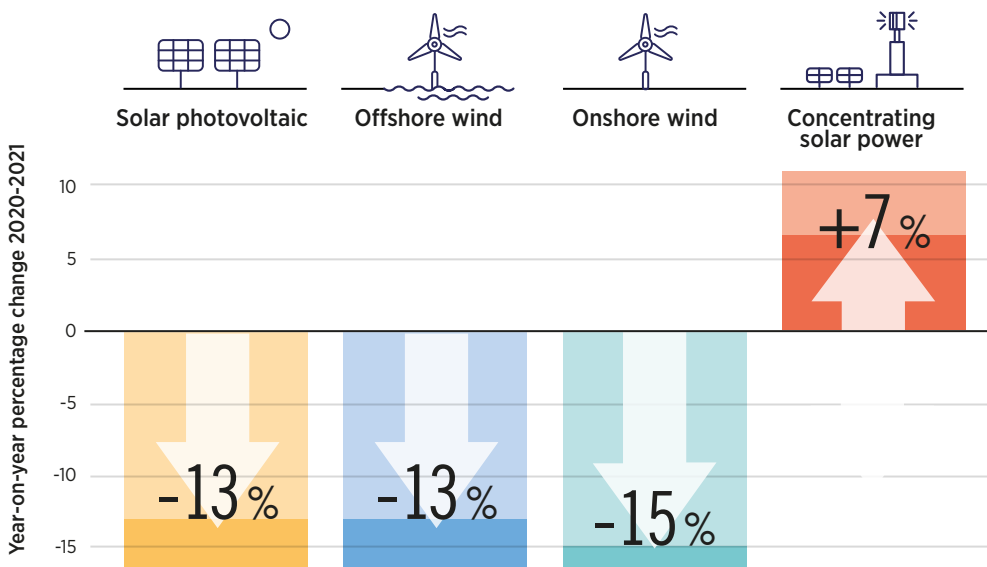 Solar photovoltaic
Offshore wind
Onshore wind
Concentrating
solar power
Year-on-year percentage change 2020-2021
10
5
0
-5
-10
-15
-13%
-13%
-15%
+7%